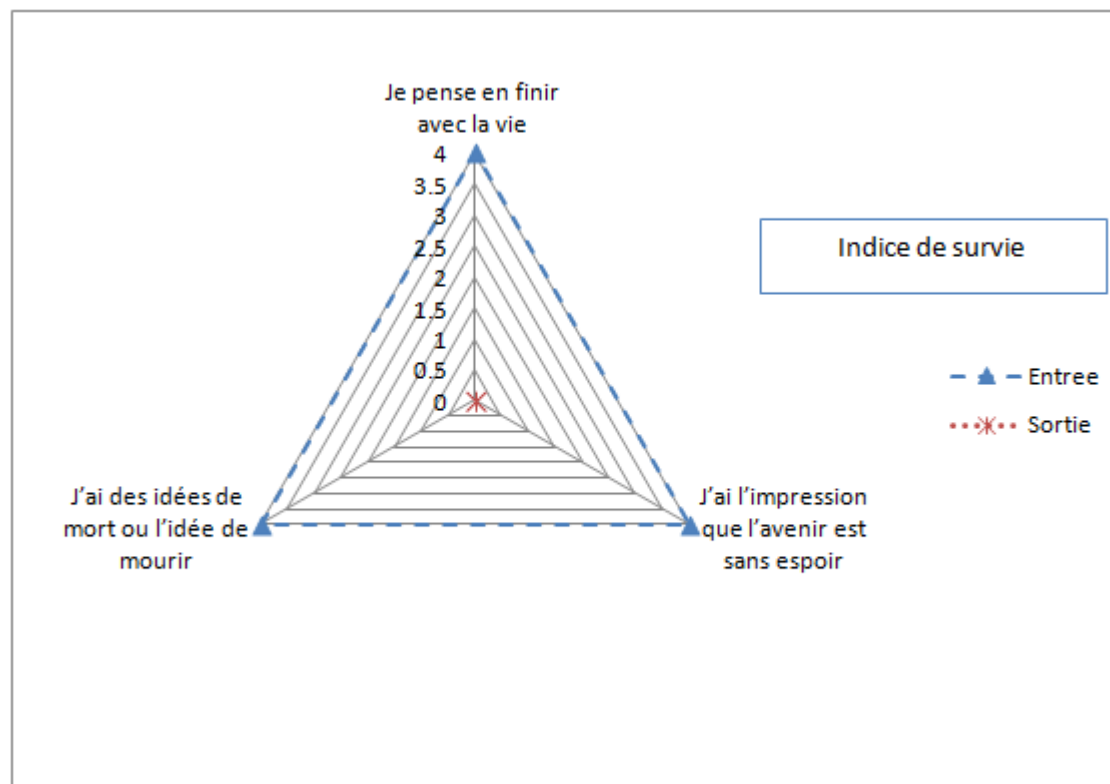 Je pense en finir
avec la vie
4
3.5
3
2.5
2
1.5
1
0.5
0
Indice de survie
Entree
Sortie
J'ai des idées de
mort ou l'idée de
mourir
J'ai l'impression
que l'avenir est
sans espoir